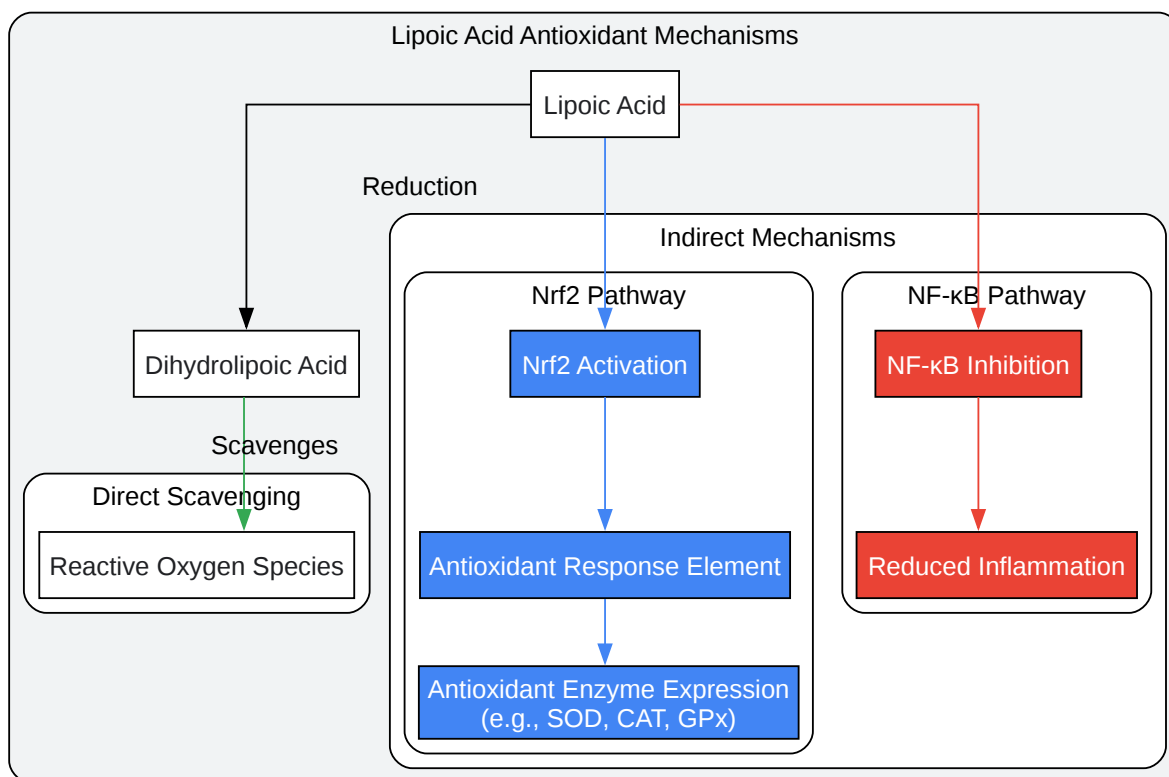 Lipoic Acid Antioxidant Mechanisms
Lipoic Acid
Reduction
Indirect Mechanisms
Nrf2 Pathway
NF-κB Pathway
Dihydrolipoic Acid
Nrf2 Activation
NF-κB Inhibition
Scavenges
Direct Scavenging
Reactive Oxygen Species
Antioxidant Response Element
Reduced Inflammation
Antioxidant Enzyme Expression
(e.g., SOD, CAT, GPx)